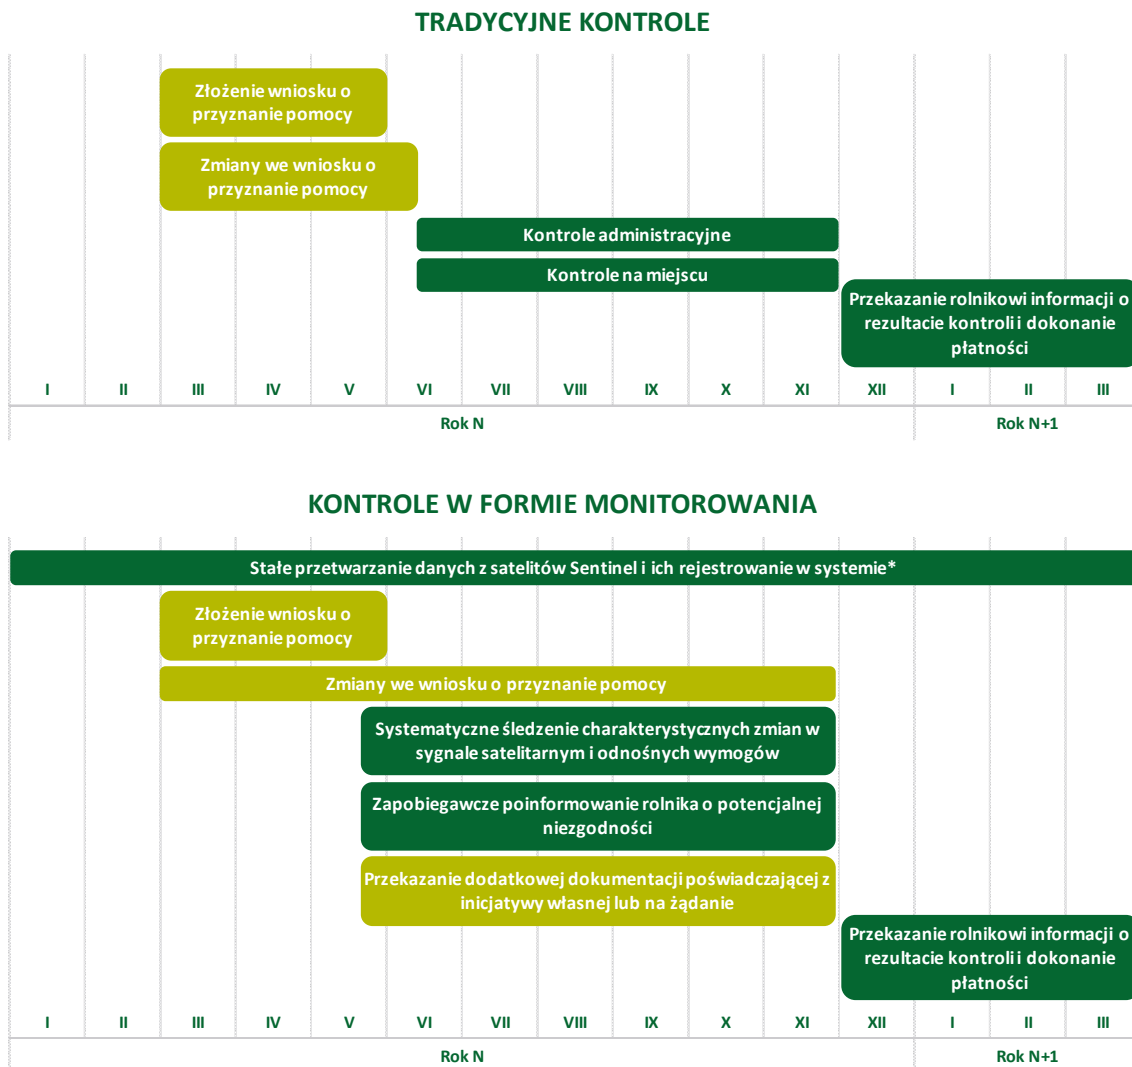 TRADYCYJNE KONTROLE
Złożenie wniosku o
przyznanie pomocy
Zmiany we wniosku o
przyznanie pomocy
Kontrole administracyjne
Kontrole na miejscu
Przekazanie rolnikowi informacji o
rezultacie kontroli i dokonanie
płatności
I II III IV V VI VII VIII IX X XI XII I II III
Rok N Rok N+1
KONTROLE W FORMIE MONITOROWANIA
Stałe przetwarzanie danych z satelitów Sentinel i ich rejestrowanie w systemie*
Złożenie wniosku o
przyznanie pomocy
Zmiany we wniosku o przyznanie pomocy
Systematyczne śledzenie charakterystycznych zmian w
sygnale satelitarnym i odnośnych wymogów
Zapobiegawcze poinformowanie rolnika o potencjalnej
niezgodności
Przekazanie dodatkowej dokumentacji poświadczającej z
inicjatywy własnej lub na żądanie
Przekazanie rolnikowi informacji o
rezultacie kontroli i dokonanie
płatności
I II III IV V VI VII VIII IX X XI XII I II III
Rok N Rok N+1